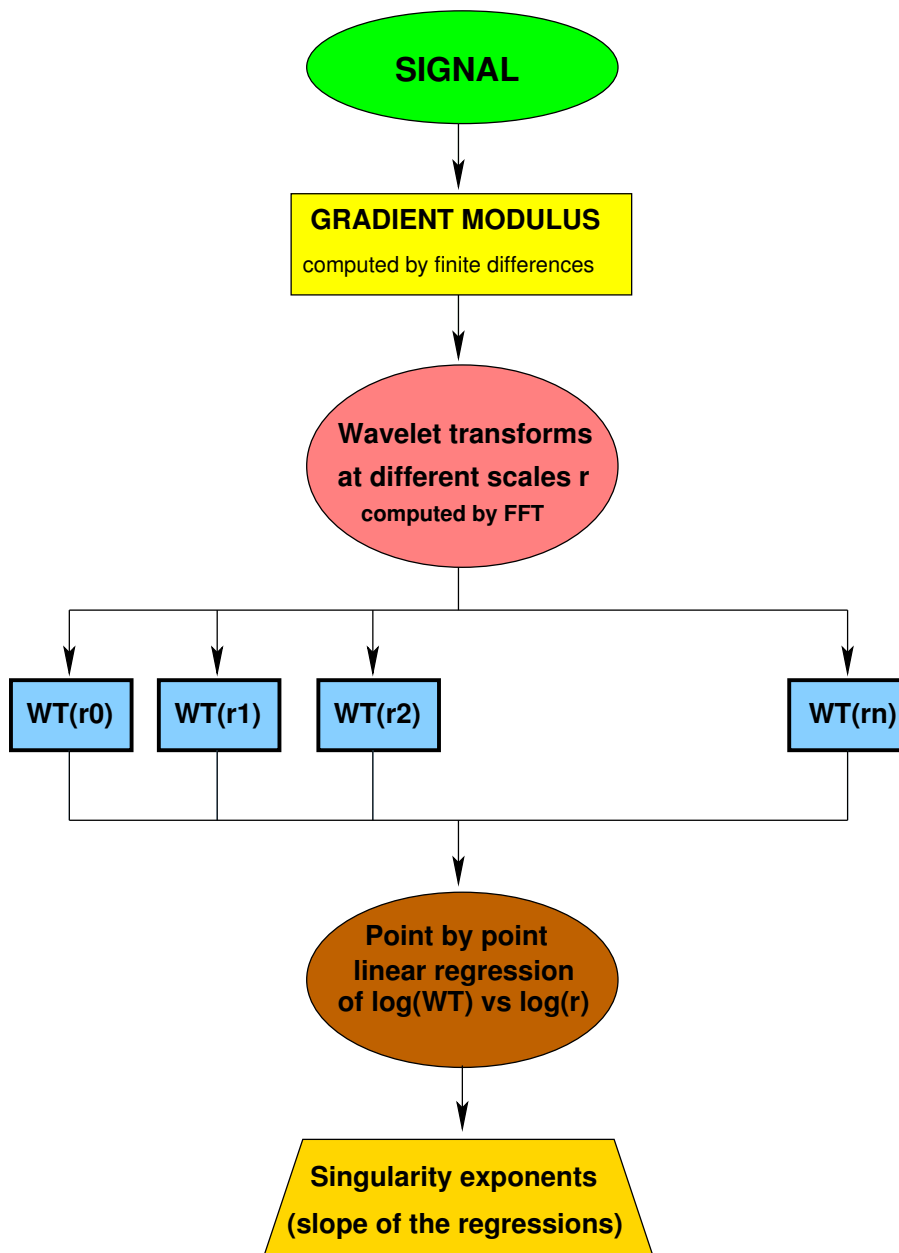 SIGNAL
GRADIENT MODULUS
computed by finite differences
Wavelet transforms
at different scales r
computed by FFT
WT(r0) WT(r1) WT(r2) WT(rn)
Point by point
linear regression
of log(WT) vs log(r)
Singularity exponents
(slope of the regressions)